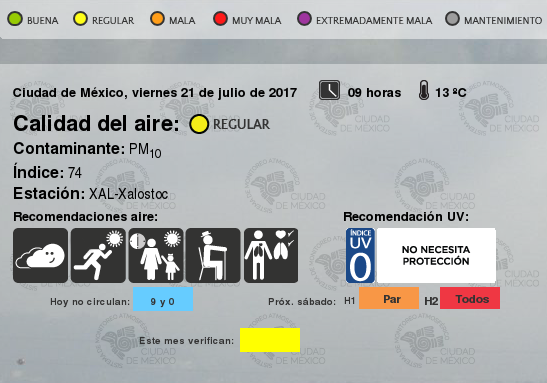 BUENA REGULAR MALA MUY MALA EXTREMADAMENTE MALA MANTENIMIENTO
Ciudad de México, viernes 21 de julio de 2017 09 horas 13 ºC
Calidad del aire: REGULAR
Contaminante: PM10
Índice: 74
Estación: XAL-Xalostoc
Recomendaciones aire: Recomendación UV:
ÍNDICE
UV
0
NO NECESITA
PROTECCIÓN
Hoy no circulan: 9 y 0 Próx. sábado: H1 Par H2 Todos
Este mes verifican: